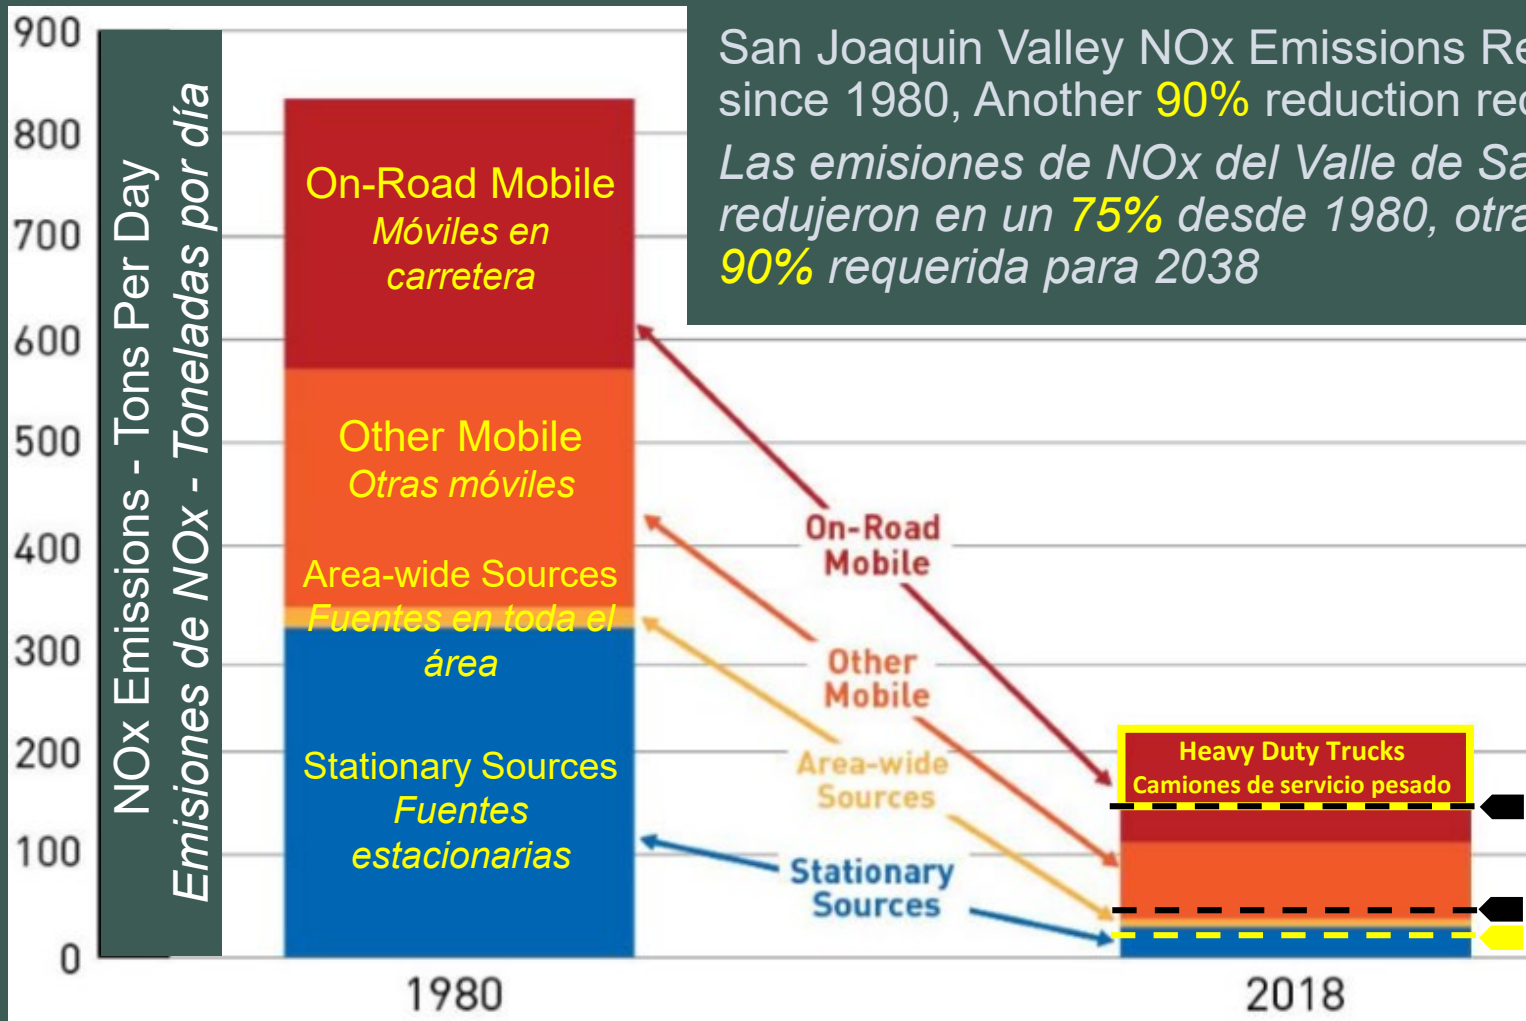 San Joaquin Valley NOx Emissions
since 1980, Another 90% reduction
Las emisiones de NOx del Valle de
redujeron en un 75% desde 1980,
90% requerida para 2038
NOx Emissions - Tons Per Day
Emisiones de NOx - Toneladas por día
900
800
700
600
500
400
300
200
100
0
On-Road Mobile
Móviles en
carretera
Other Mobile
Otras móviles
Area-wide Sources
Fuentes en toda el
área
Stationary Sources
Fuentes
estacionarias
On-Road
Mobile
Other
Mobile
Area-wide
Sources
Stationary
Sources
Heavy Duty Trucks
Camiones de servicio pesado
1980
2018